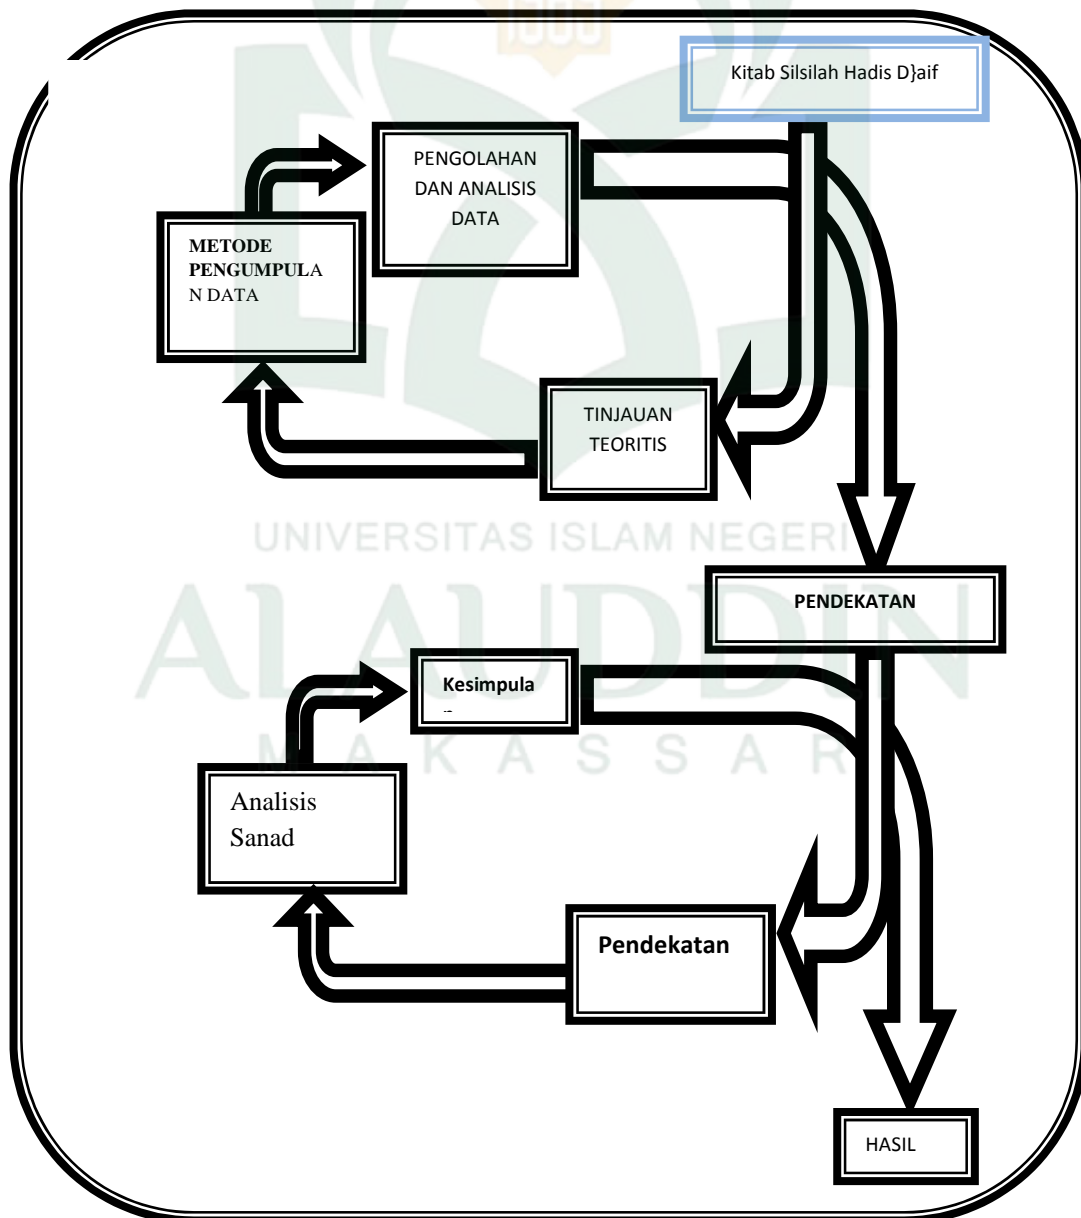 Kitab Silsilah Hadis D}aif
PENGOLAHAN
DAN ANALISIS
DATA
METODE
PENGUMPULA
N DATA
TINJAUAN
TEORITIS
UNIVERSITAS ISLAM NEGERI
PENDEKATAN
ALAUDDIN
Kesimpula
MAKASSAR
Analisis
Sanad
Pendekatan
HASIL